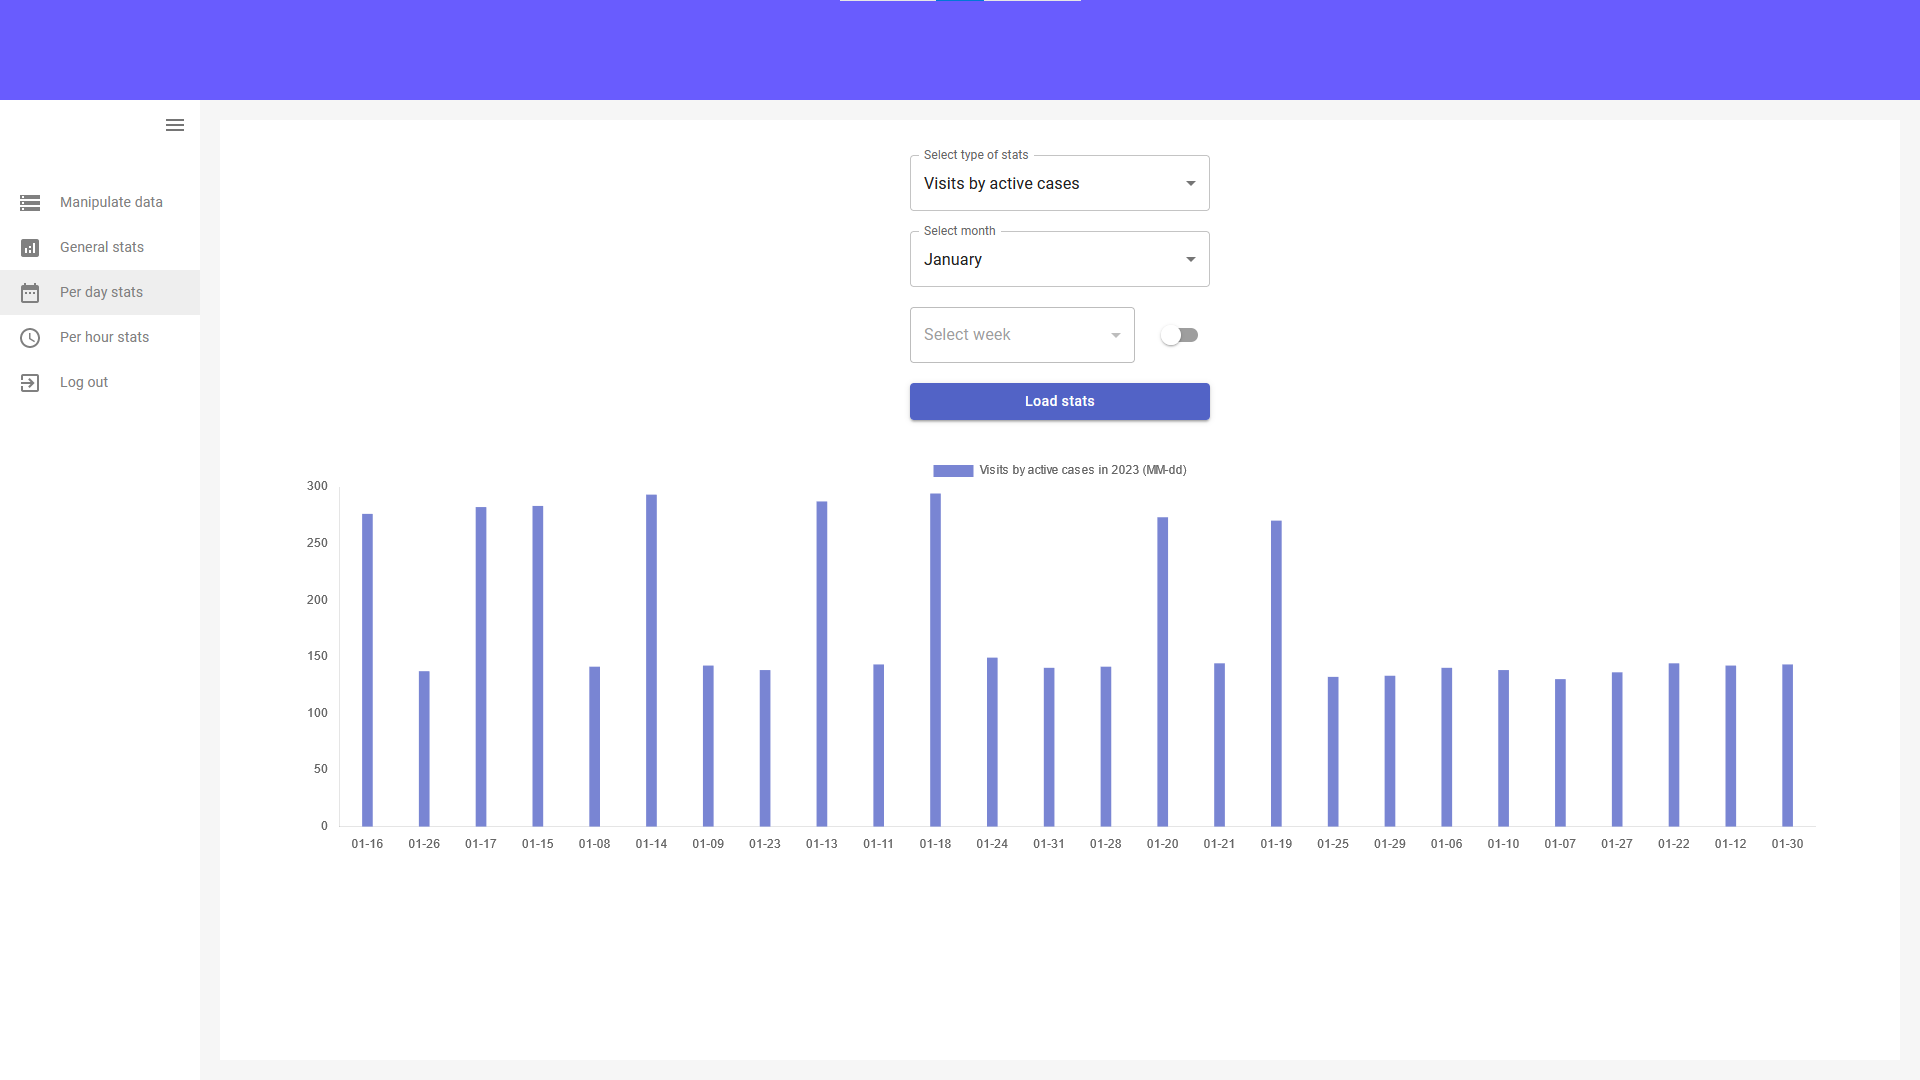 Manipulate data
General stats
Per day stats
Per hour stats
Log out
Select type of stats
Visits by active cases
Select month
January
Select week
Load stats
Visits by active cases in 2023 (MM-dd)
300
250
200
150
100
50
0
01-16 01-26 01-17 01-15 01-08 01-14 01-09 01-23 01-13 01-11 01-18 01-24 01-31 01-28 01-20 01-21 01-19 01-25 01-29 01-06 01-10 01-07 01-27 01-22 01-12 01-30